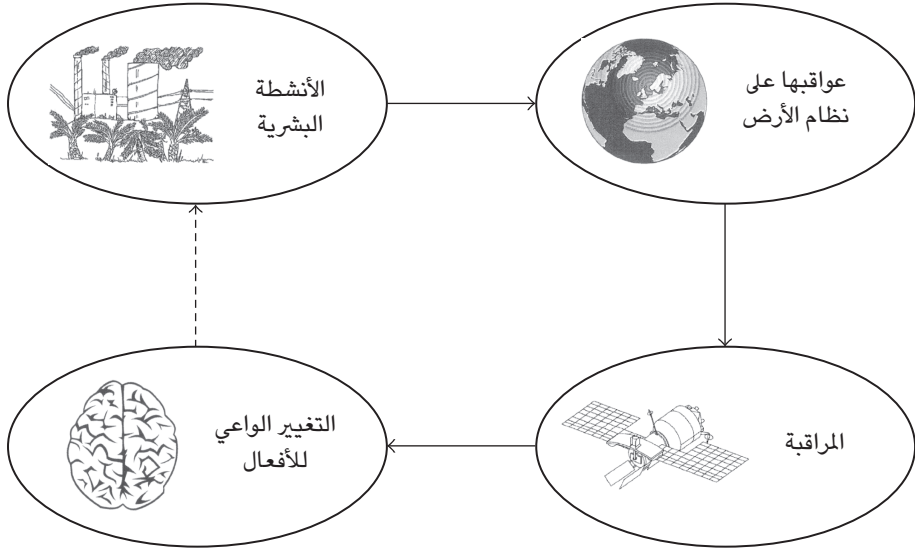 الأنشطة
البشرية
عواقبها على
نظام الأرض
المراقبة
التغيير الواعي
للأفعال